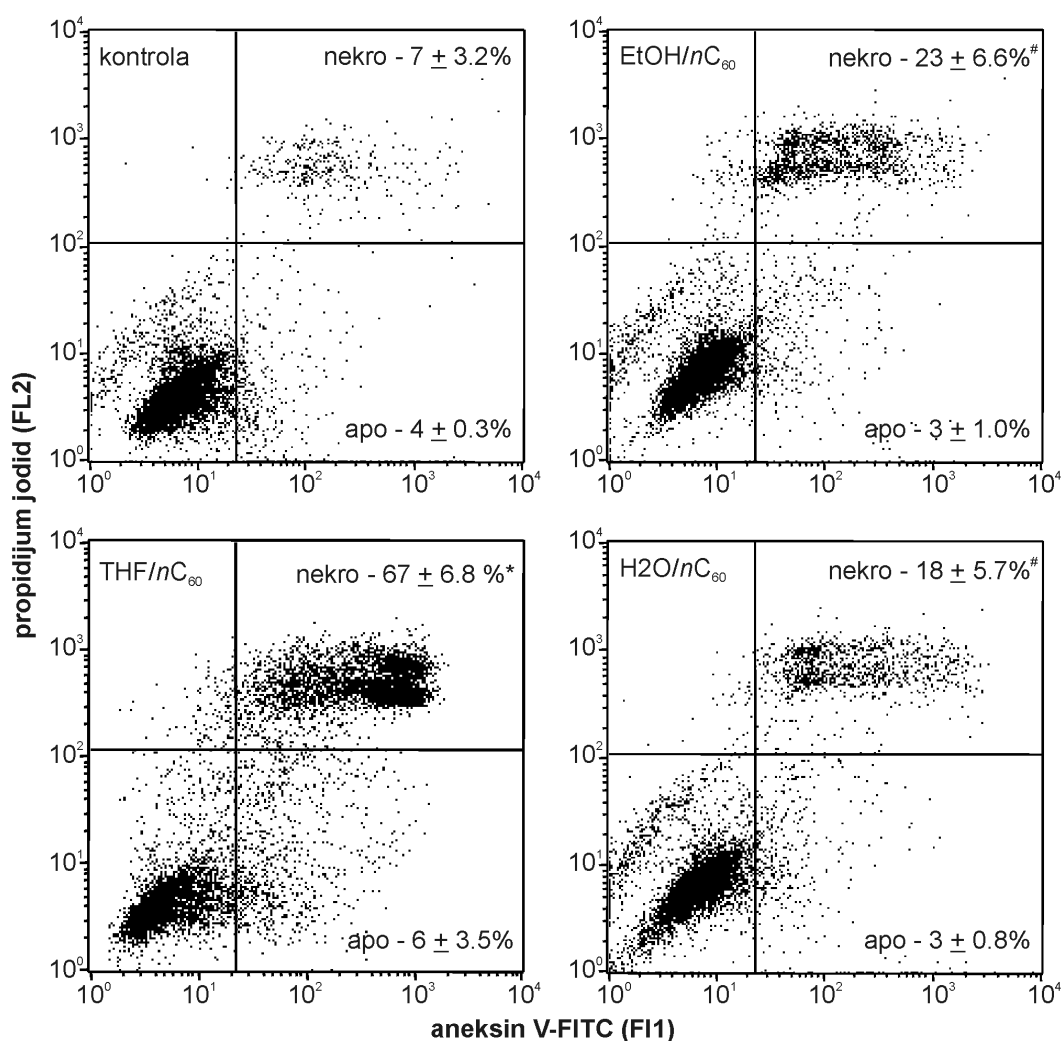 kontrola
nekro - 7 ± 3.2%
apo - 4 ± 0.3%
10⁴
10³
10²
10¹
10⁰
10⁰ 10¹ 10² 10³ 10⁴
EtOH/nC₆₀
nekro - 23 ± 6.6%#
apo - 3 ± 1.0%
10⁴
10³
10²
10¹
10⁰
10⁰ 10¹ 10² 10³ 10⁴
THF/nC₆₀
nekro - 67 ± 6.8 %*
apo - 6 ± 3.5%
10⁴
10³
10²
10¹
10⁰
10⁰ 10¹ 10² 10³ 10⁴
H2O/nC₆₀
nekro - 18 ± 5.7%#
apo - 3 ± 0.8%
10⁴
10³
10²
10¹
10⁰
10⁰ 10¹ 10² 10³ 10⁴
propidijum jodid (FL2)
aneksin V-FITC (Fl1)